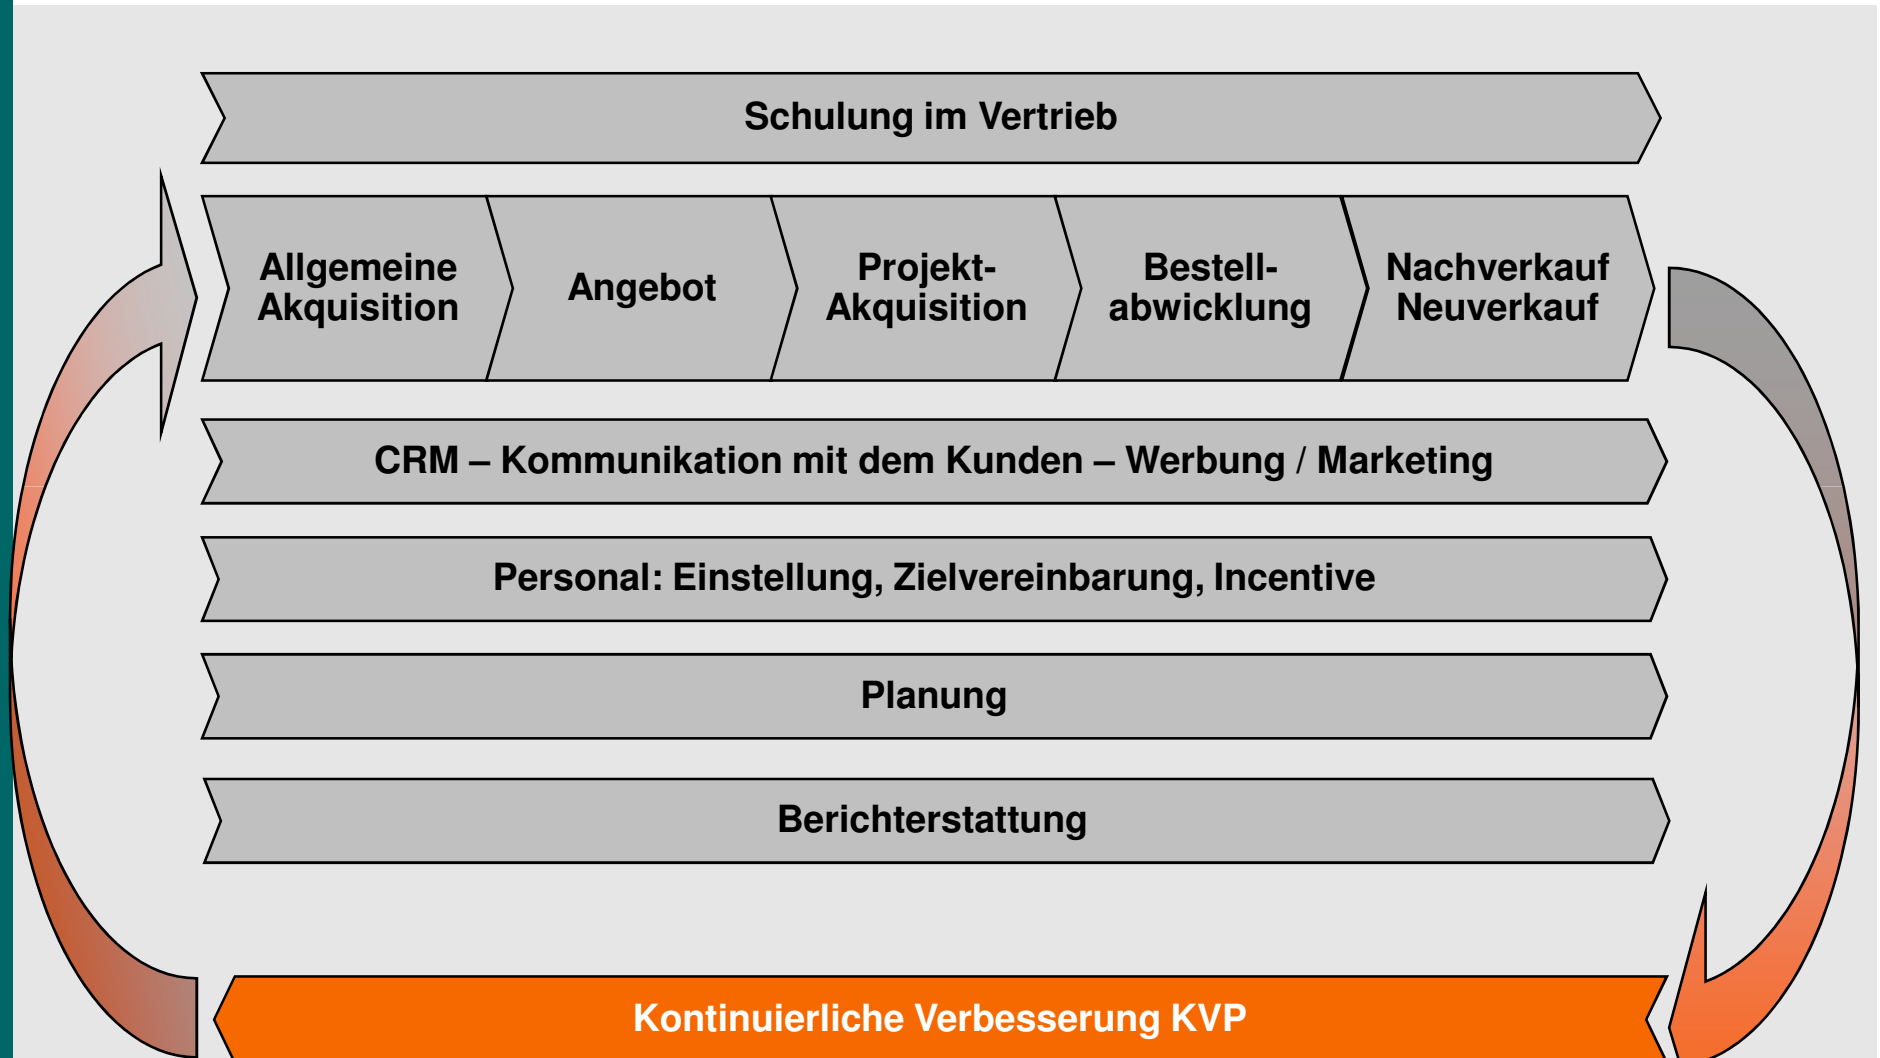 Schulung im Vertrieb
Allgemeine
Akquisition
Angebot
Projekt-
Akquisition
Bestell-
abwicklung
Nachverkauf
Neuverkauf
CRM – Kommunikation mit dem Kunden – Werbung / Marketing
Personal: Einstellung, Zielvereinbarung, Incentive
Planung
Berichterstattung
Kontinuierliche Verbesserung KVP